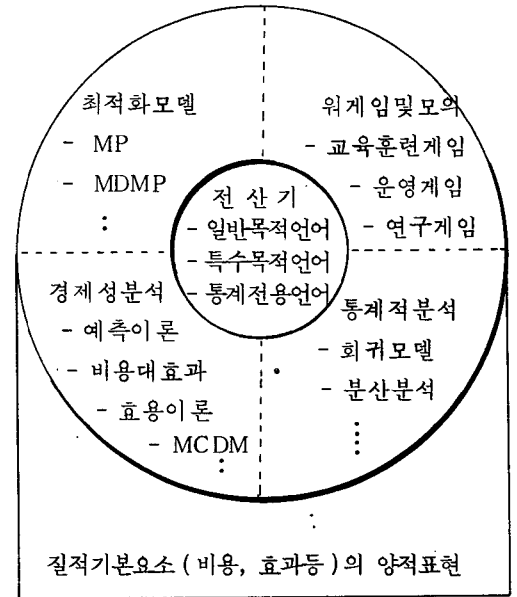 최적화모델
- MP
- MDMP
⋮
워게임및모의
- 교육훈련게임
- 운영게임
- 연구게임
전산기
- 일반목적언어
- 특수목적언어
- 통계전용언어
경제성분석
- 예측이론
- 비용대효과
- 효용이론
- MCDM
⋮
통계적분석
- 회귀모델
- 분산분석
⋮
질적기본요소 ( 비용, 효과등 ) 의 양적표현